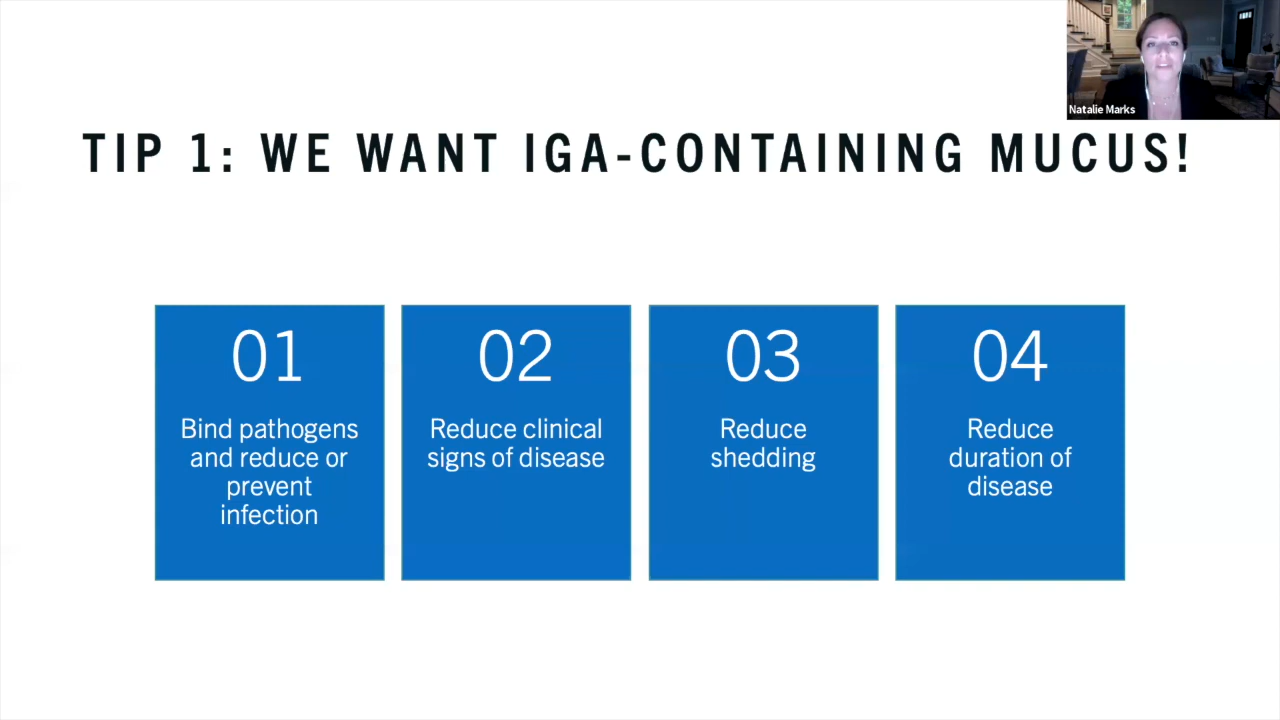 Natalie Marks
TIP 1: WE WANT IGA-CONTAINING MUCUS!
01
Bind pathogens
and reduce or
prevent
infection
02
Reduce clinical
signs of disease
03
Reduce
shedding
04
Reduce
duration of
disease